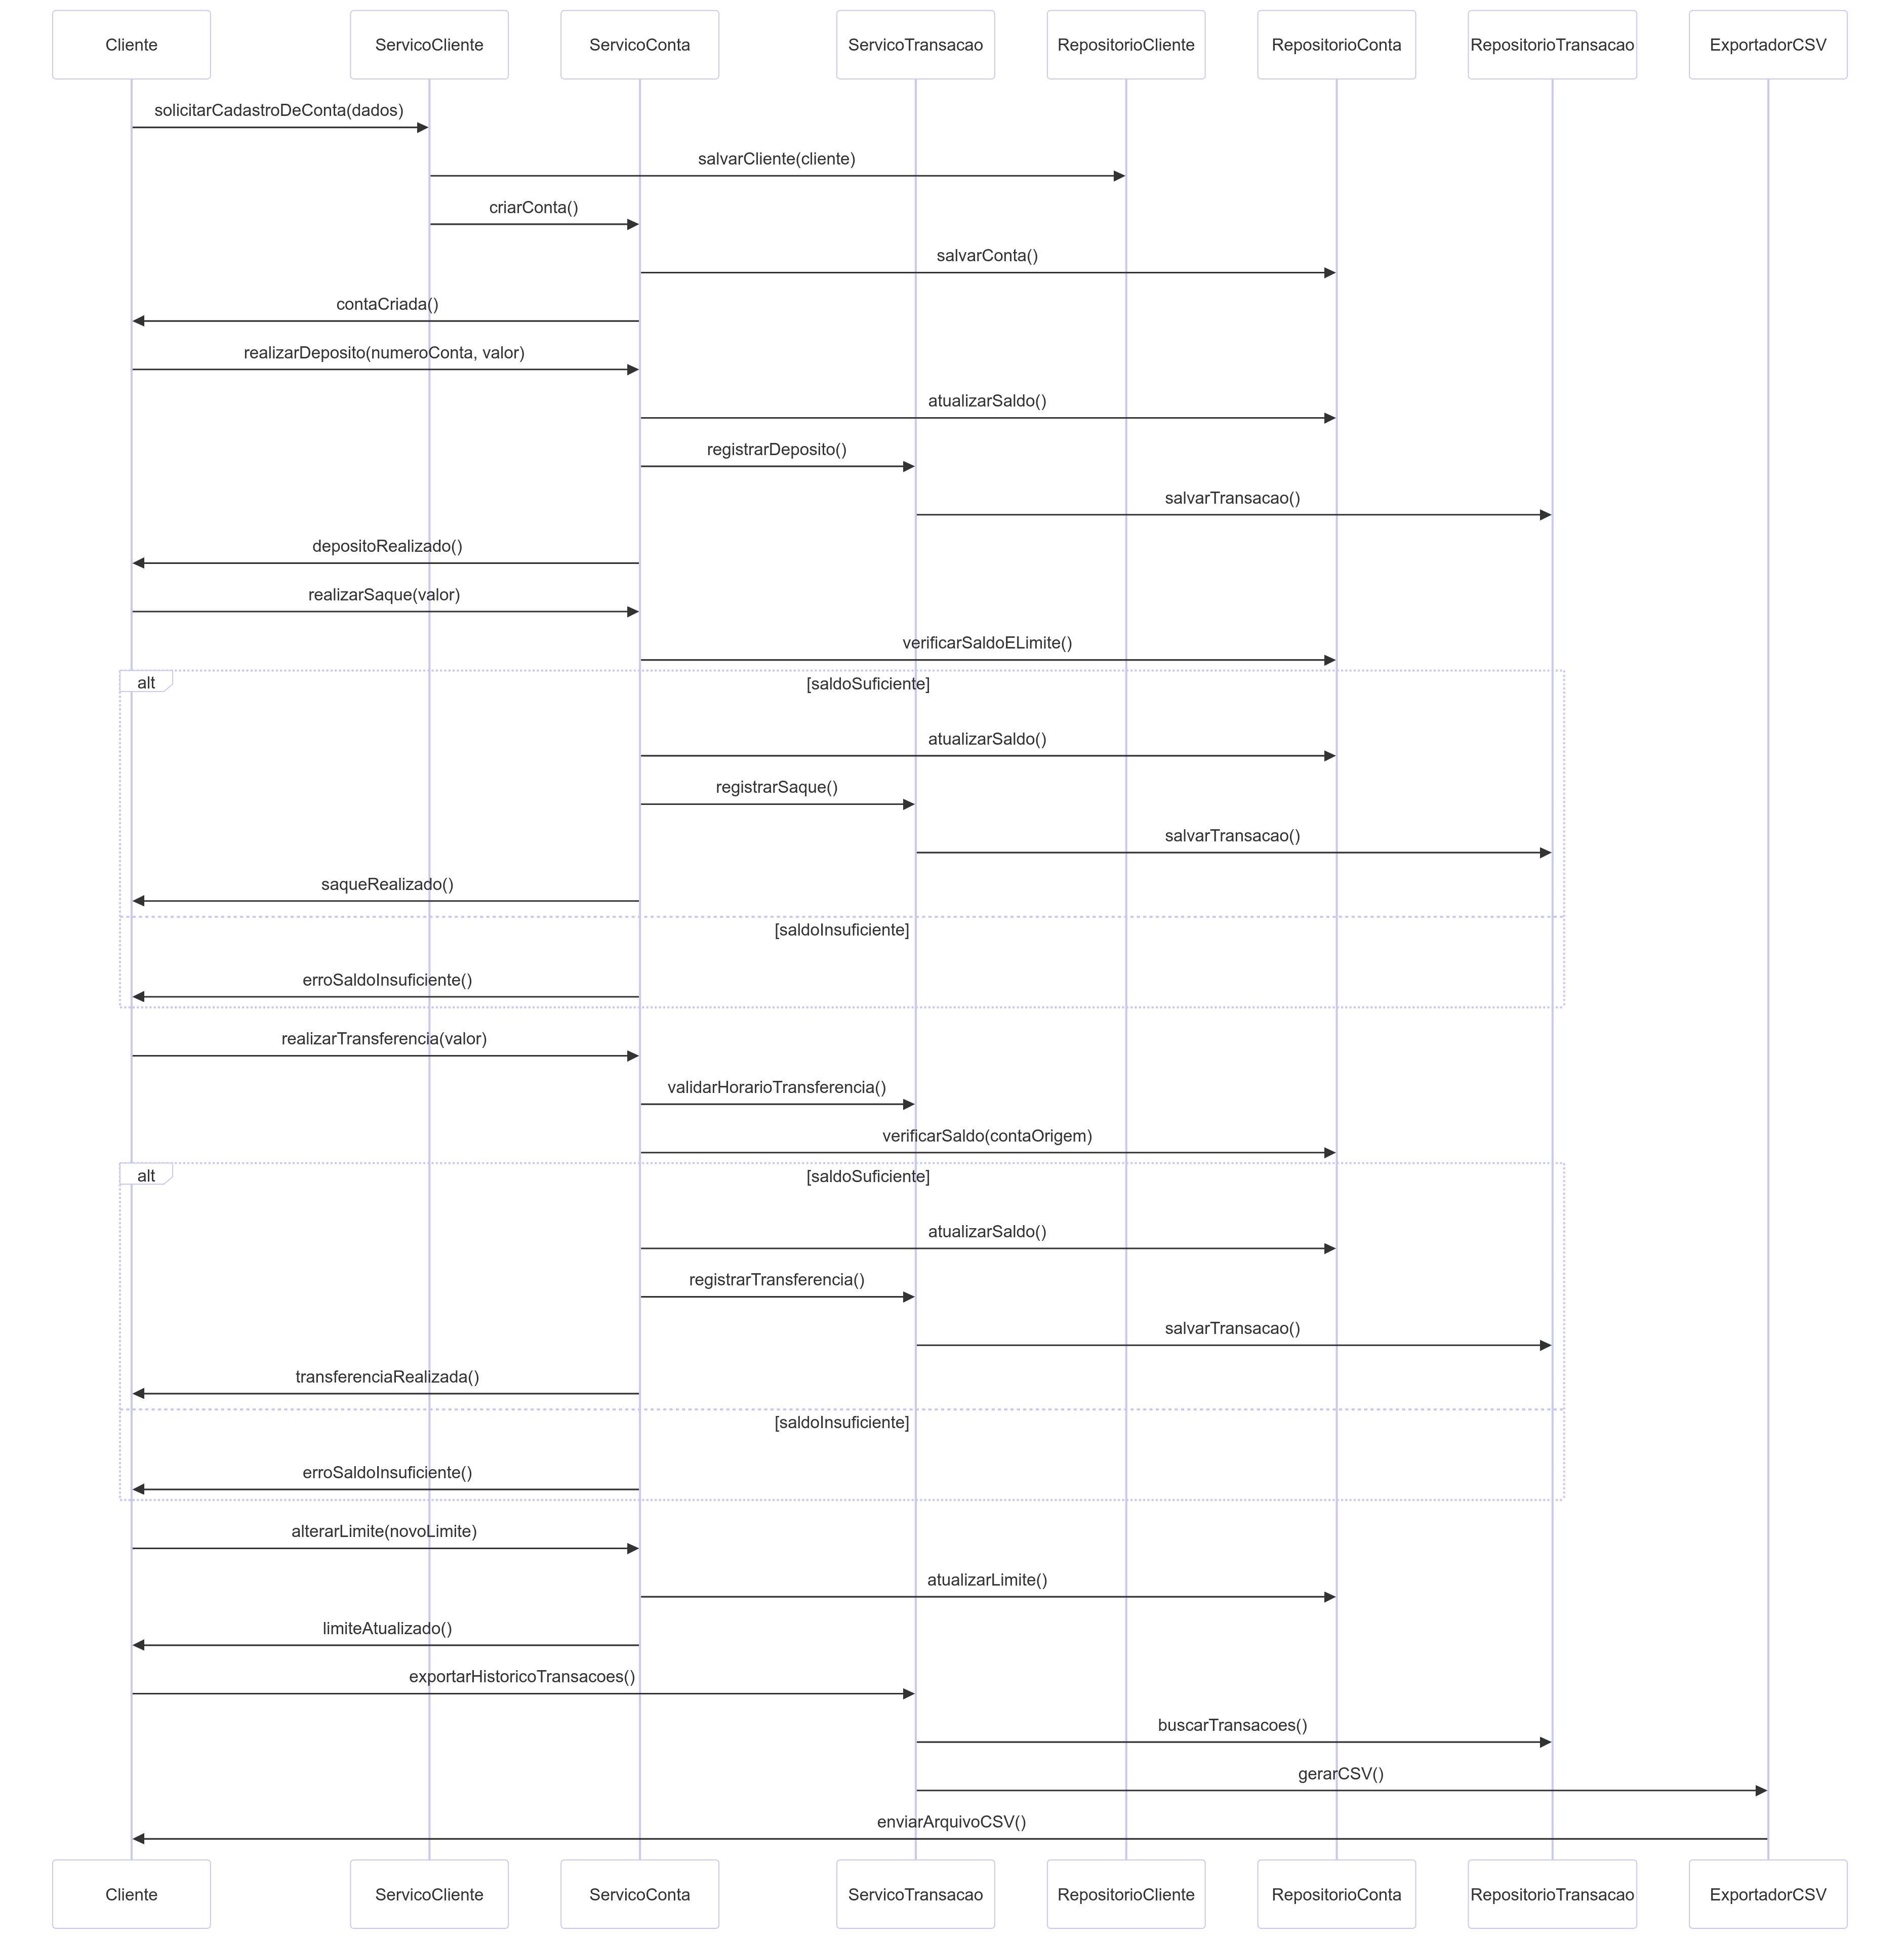 Cliente
ServicoCliente
ServicoConta
ServicoTransacao
RepositorioCliente
RepositorioConta
RepositorioTransacao
ExportadorCSV
solicitarCadastroDeConta(dados)
salvarCliente(cliente)
criarConta()
salvarConta()
contaCriada()
realizarDeposito(numeroConta, valor)
atualizarSaldo()
registrarDeposito()
salvarTransacao()
depositoRealizado()
realizarSaque(valor)
verificarSaldoELimite()
alt
[saldoSuficiente]
atualizarSaldo()
registrarSaque()
salvarTransacao()
saqueRealizado()
[saldoInsuficiente]
erroSaldoInsuficiente()
realizarTransferencia(valor)
validarHorarioTransferencia()
verificarSaldo(contaOrigem)
alt
[saldoSuficiente]
atualizarSaldo()
registrarTransferencia()
salvarTransacao()
transferenciaRealizada()
[saldoInsuficiente]
erroSaldoInsuficiente()
alterarLimite(novoLimite)
atualizarLimite()
limiteAtualizado()
exportarHistoricoTransacoes()
buscarTransacoes()
gerarCSV()
enviarArquivoCSV()
Cliente
ServicoCliente
ServicoConta
ServicoTransacao
RepositorioCliente
RepositorioConta
RepositorioTransacao
ExportadorCSV